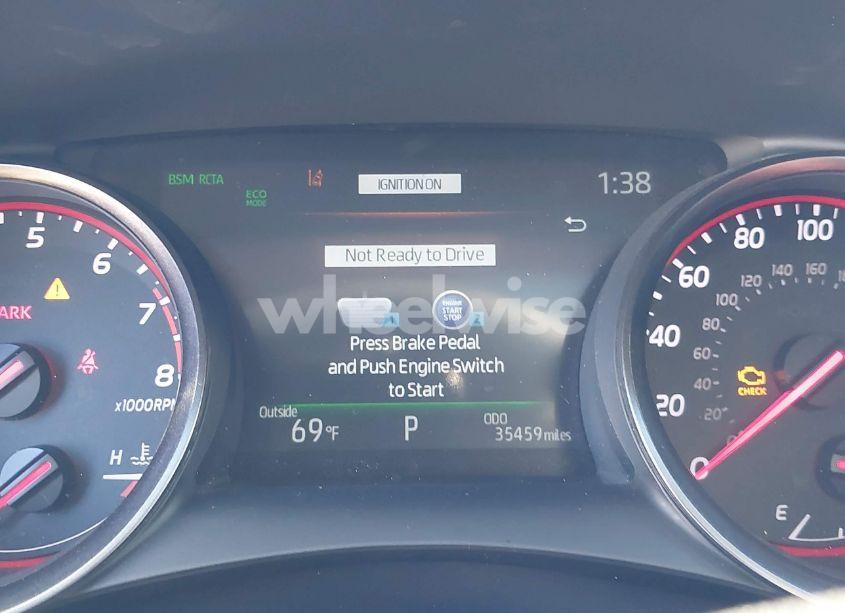 BSM RCTA
ECO
MODE
IGNITION ON
1:38
Not Ready to Drive
wheelwise
ENGINE
START
STOP
1
2
Press Brake Pedal
and Push Engine Switch
to Start
Outside
69°F
P
ODO
35459 miles
5
6
7
8
x1000RPM
ARK
H
0
20
40
60
80
100
20
40
60
80
100
120
140
160
CHECK
E